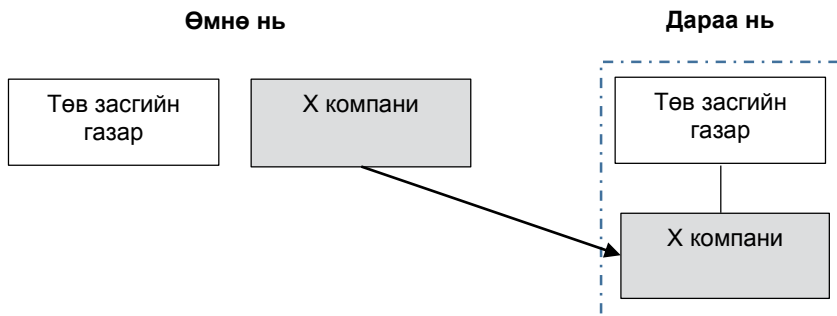 Өмнө нь
Дараа нь
Төв засгийн
газар
X компани
Төв засгийн
газар
X компани